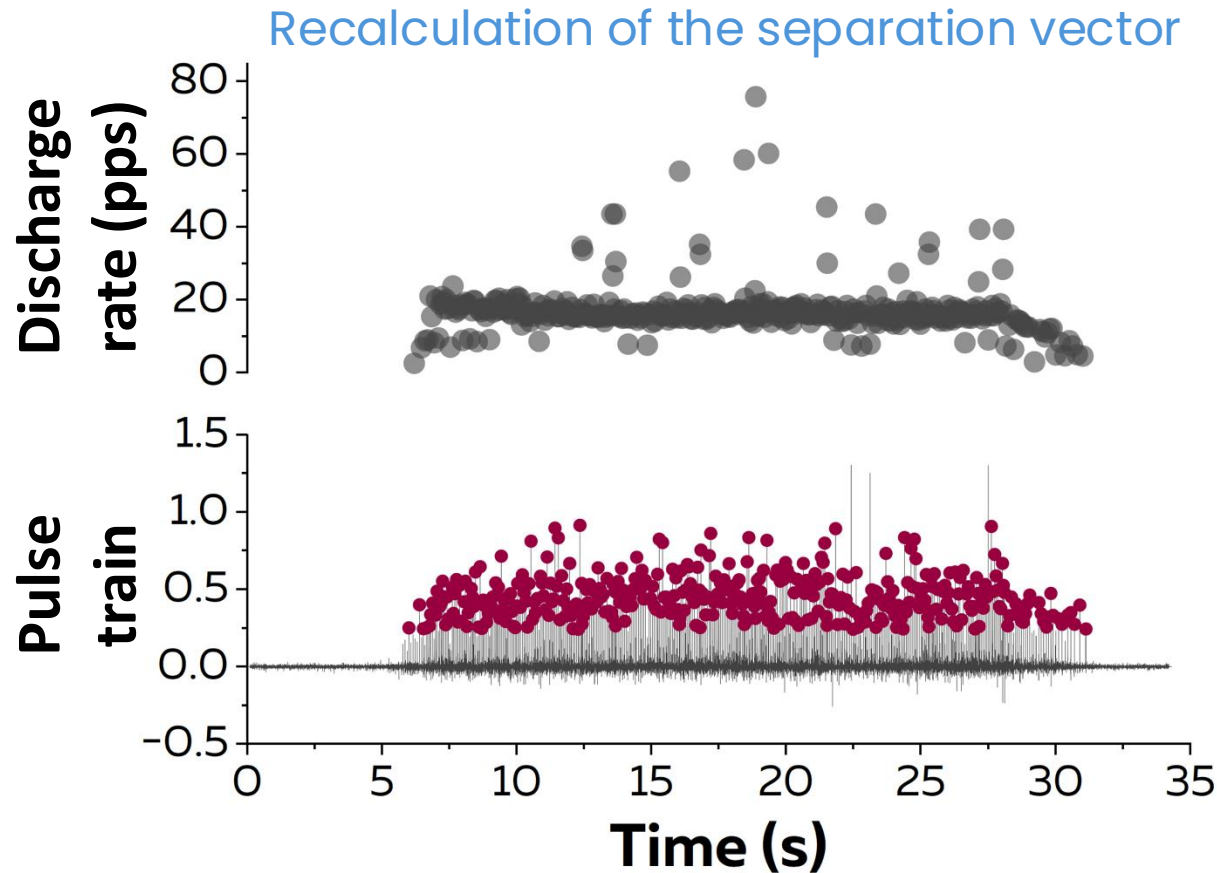 Recalculation of the separation vector
Discharge
rate (pps)
80
60
40
20
0
Pulse
train
1.5
1.0
0.5
0.0
−0.5
0 5 10 15 20 25 30 35
Time (s)